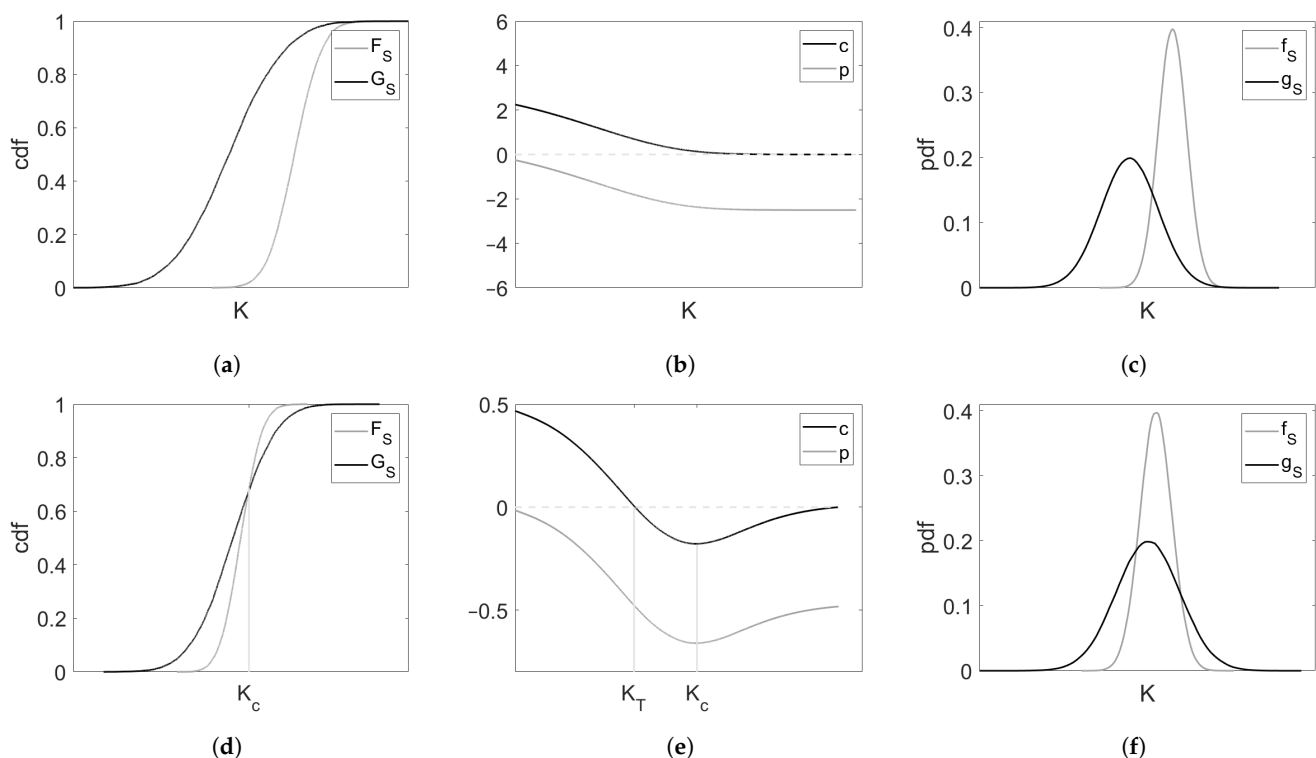 1
0.8
0.6
0.4
0.2
0
cdf
K
F_S
G_S
(a)
6
4
2
0
−2
−4
−6
K
c
p
(b)
0.4
0.3
0.2
0.1
0
pdf
K
f_S
g_S
(c)
1
0.8
0.6
0.4
0.2
0
cdf
K_c
F_S
G_S
(d)
0.5
0
−0.5
K_T
K_c
c
p
(e)
0.4
0.3
0.2
0.1
0
pdf
K
f_S
g_S
(f)